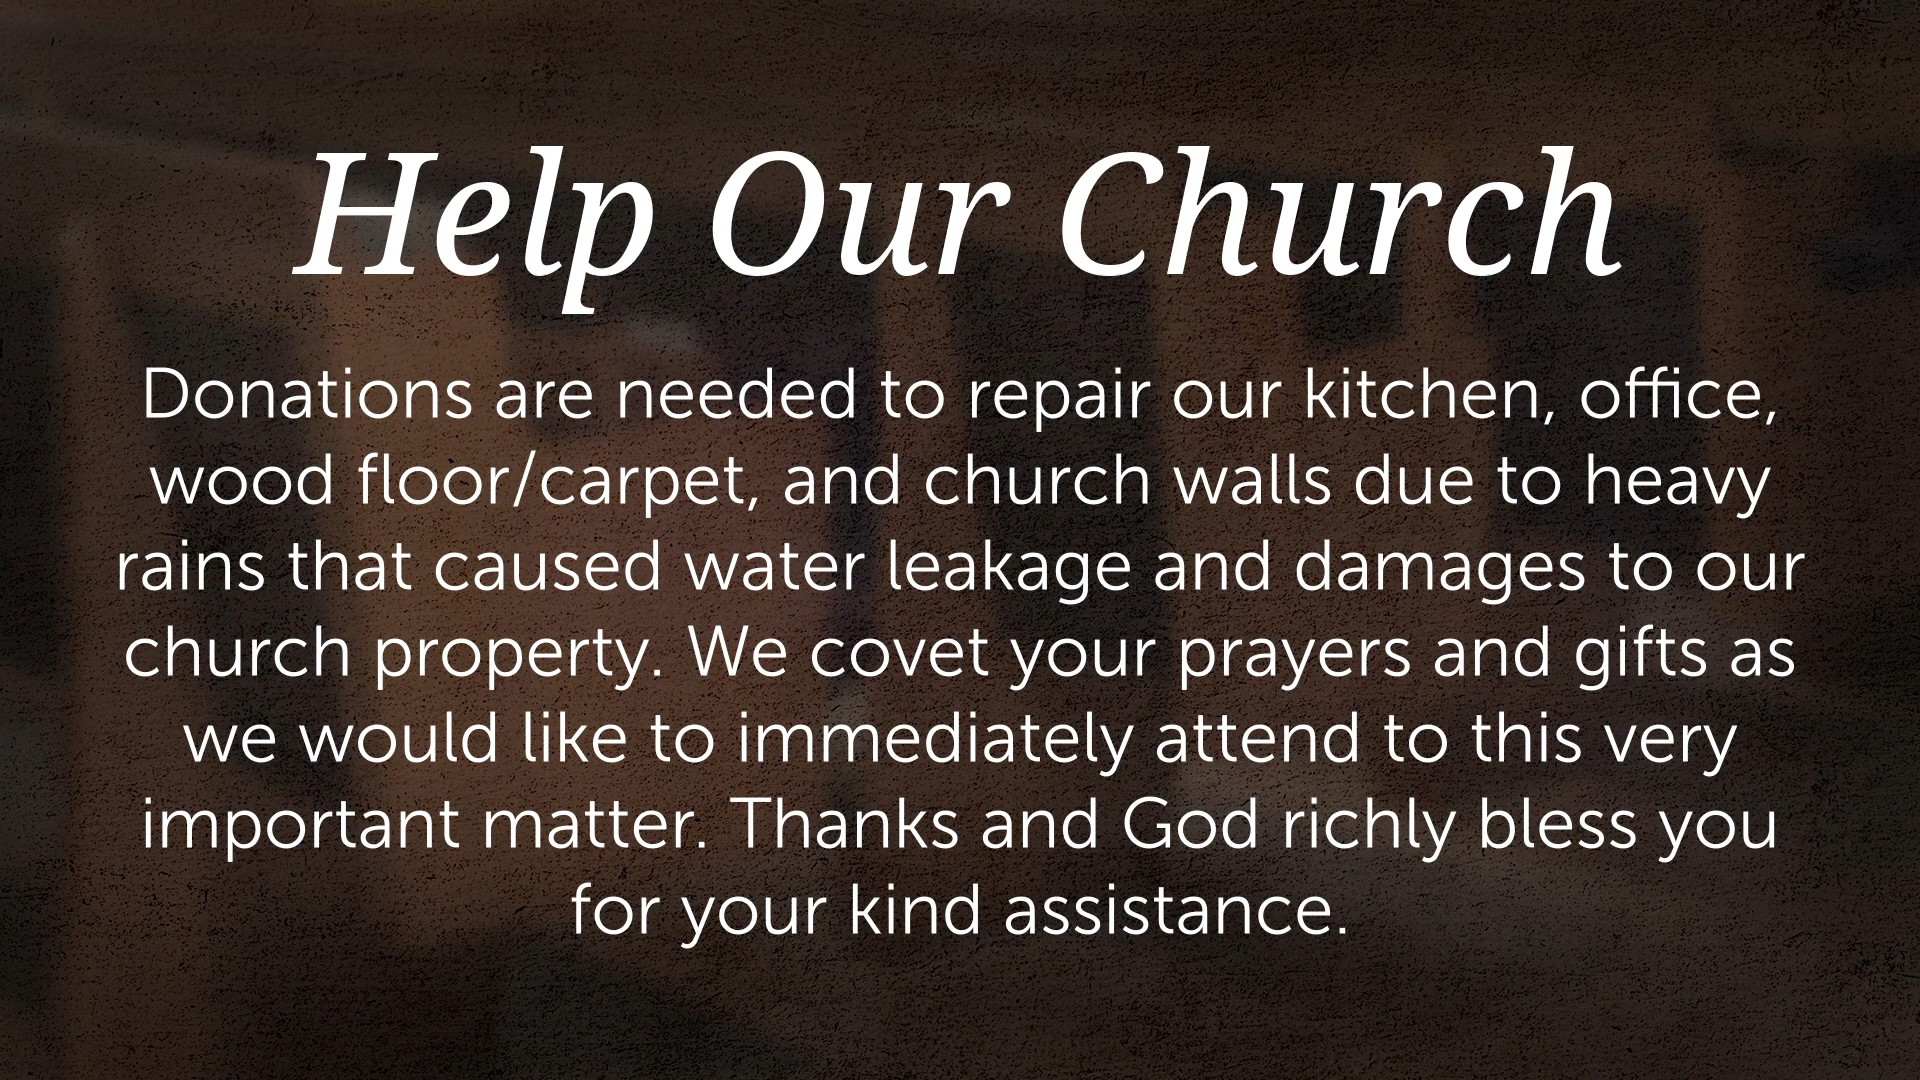 Help Our Church
Donations are needed to repair our kitchen, office,
wood floor/carpet, and church walls due to heavy
rains that caused water leakage and damages to our
church property. We covet your prayers and gifts as
we would like to immediately attend to this very
important matter. Thanks and God richly bless you
for your kind assistance.